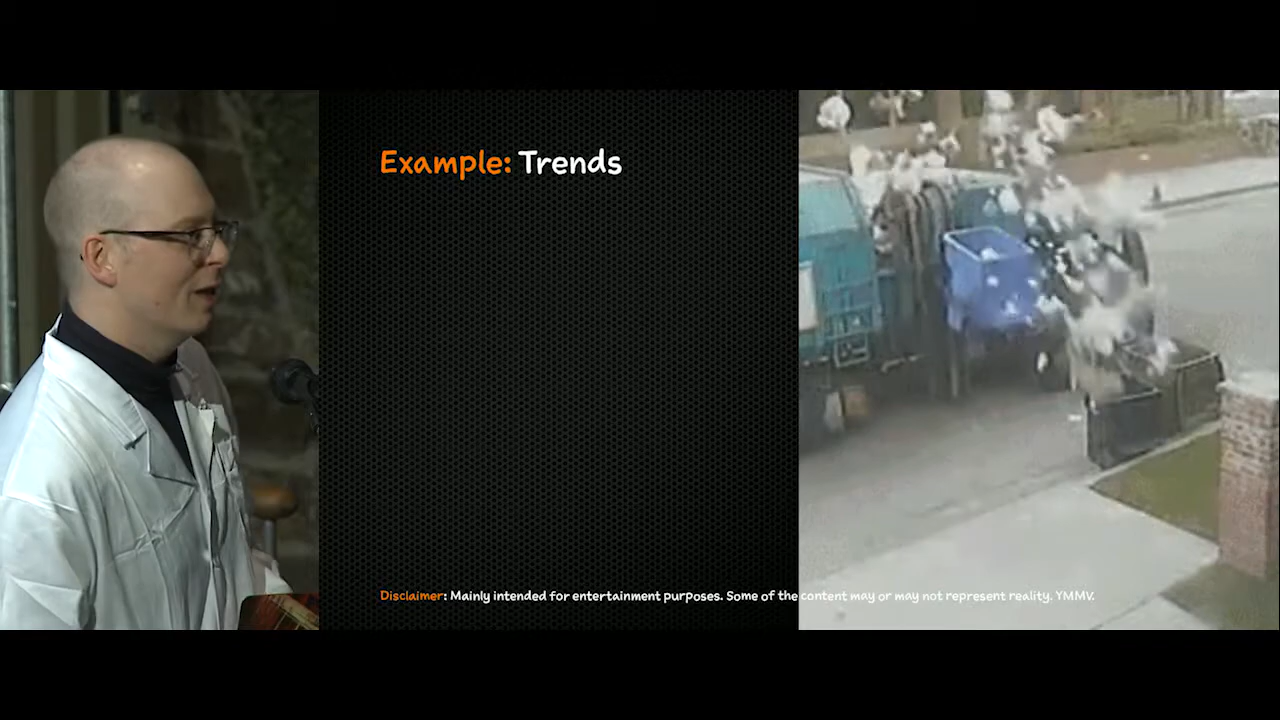 Example: Trends
Disclaimer: Mainly intended for entertainment purposes. Some of the content may or may not represent reality. YMMV.